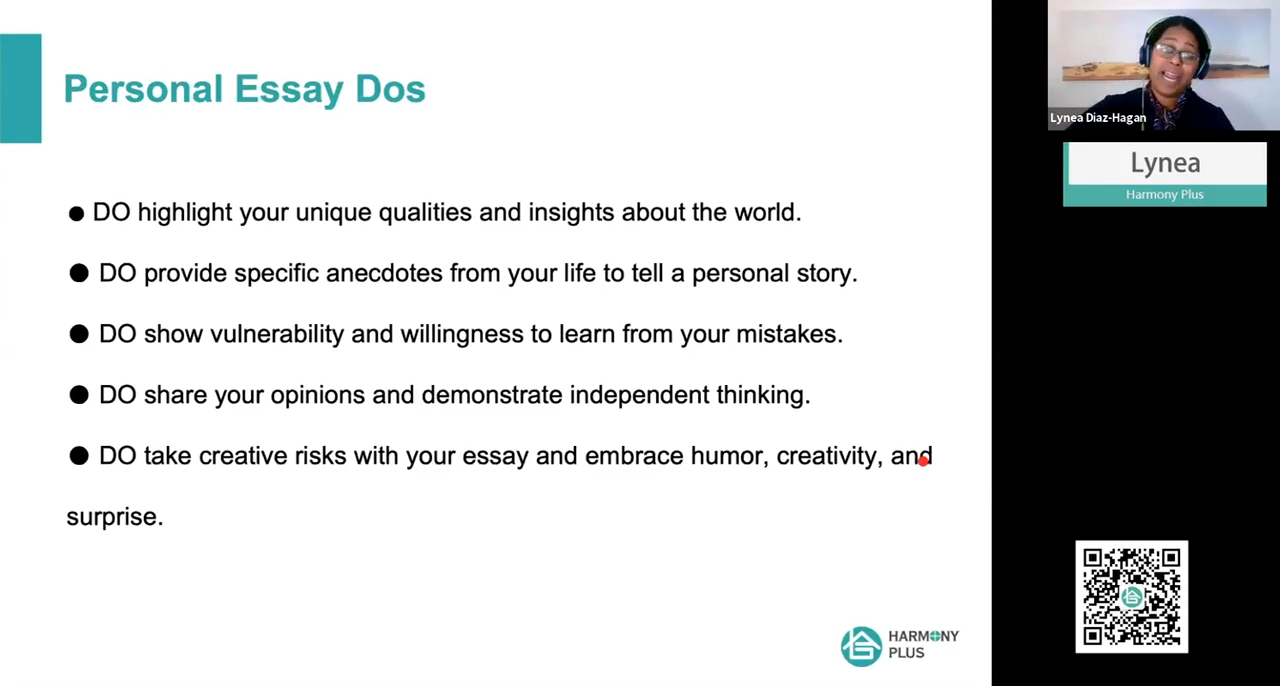 Personal Essay Dos
● DO highlight your unique qualities and insights about the world.
● DO provide specific anecdotes from your life to tell a personal story.
● DO show vulnerability and willingness to learn from your mistakes.
● DO share your opinions and demonstrate independent thinking.
● DO take creative risks with your essay and embrace humor, creativity, and
surprise.
HARMONY
PLUS
Lynea Diaz-Hagan
Lynea
Harmony Plus